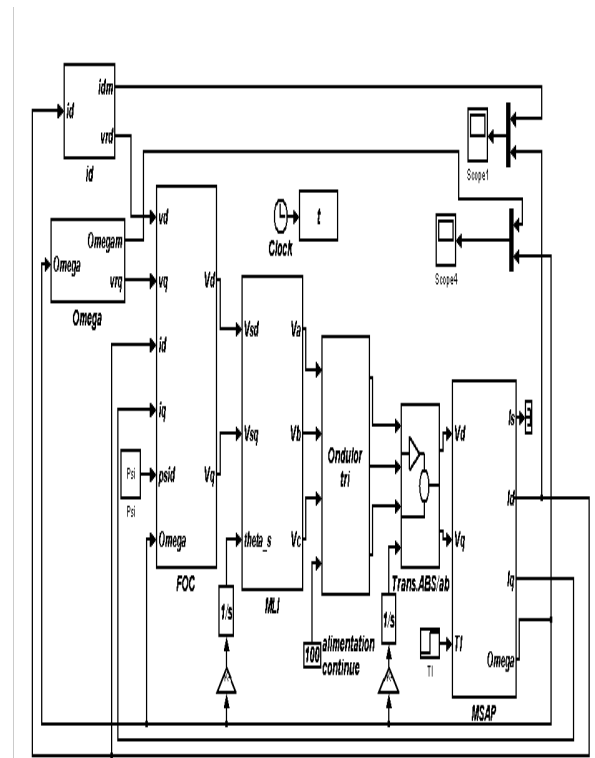 idm
id
vrd
id
Scope1
Omegam
Omega
vrq
Omega
vd
vq
id
iq
psid
Omega
Vd
Vq
FOC
Psi
Psi
t
Clock
Scope4
Vsd
Vsq
theta_s
Va
Vb
Vc
MLI
Ondulor
tri
Trans.ABS/ab
Vd
Vq
Tl
Is
Id
Iq
Omega
MSAP
Tl
1/s
1/s
100
alimentation
continue